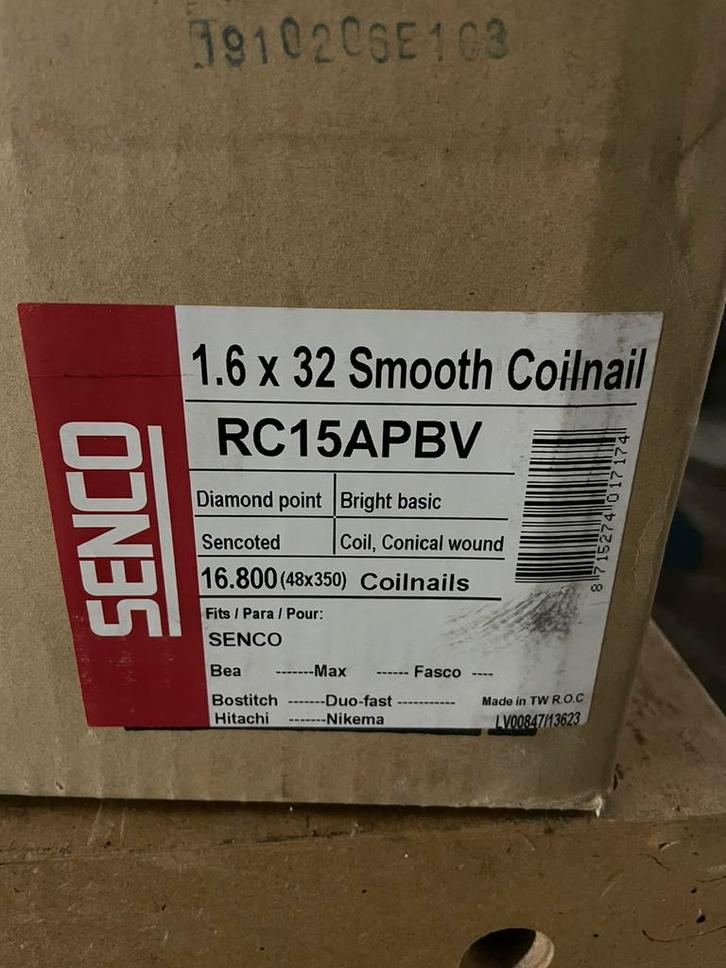 1910206E163
SENCO
1.6 x 32 Smooth Coilnail
RC15APBV
Diamond point Bright basic
Sencoted Coil, Conical wound
16.800 (48x350) Coilnails
Fits / Para / Pour:
SENCO
Bea -------Max ------ Fasco ----
Bostitch -------Duo-fast -----------
Hitachi -------Nikema
Made in TW R.O.C
LV00847/13623
8 715274 017174